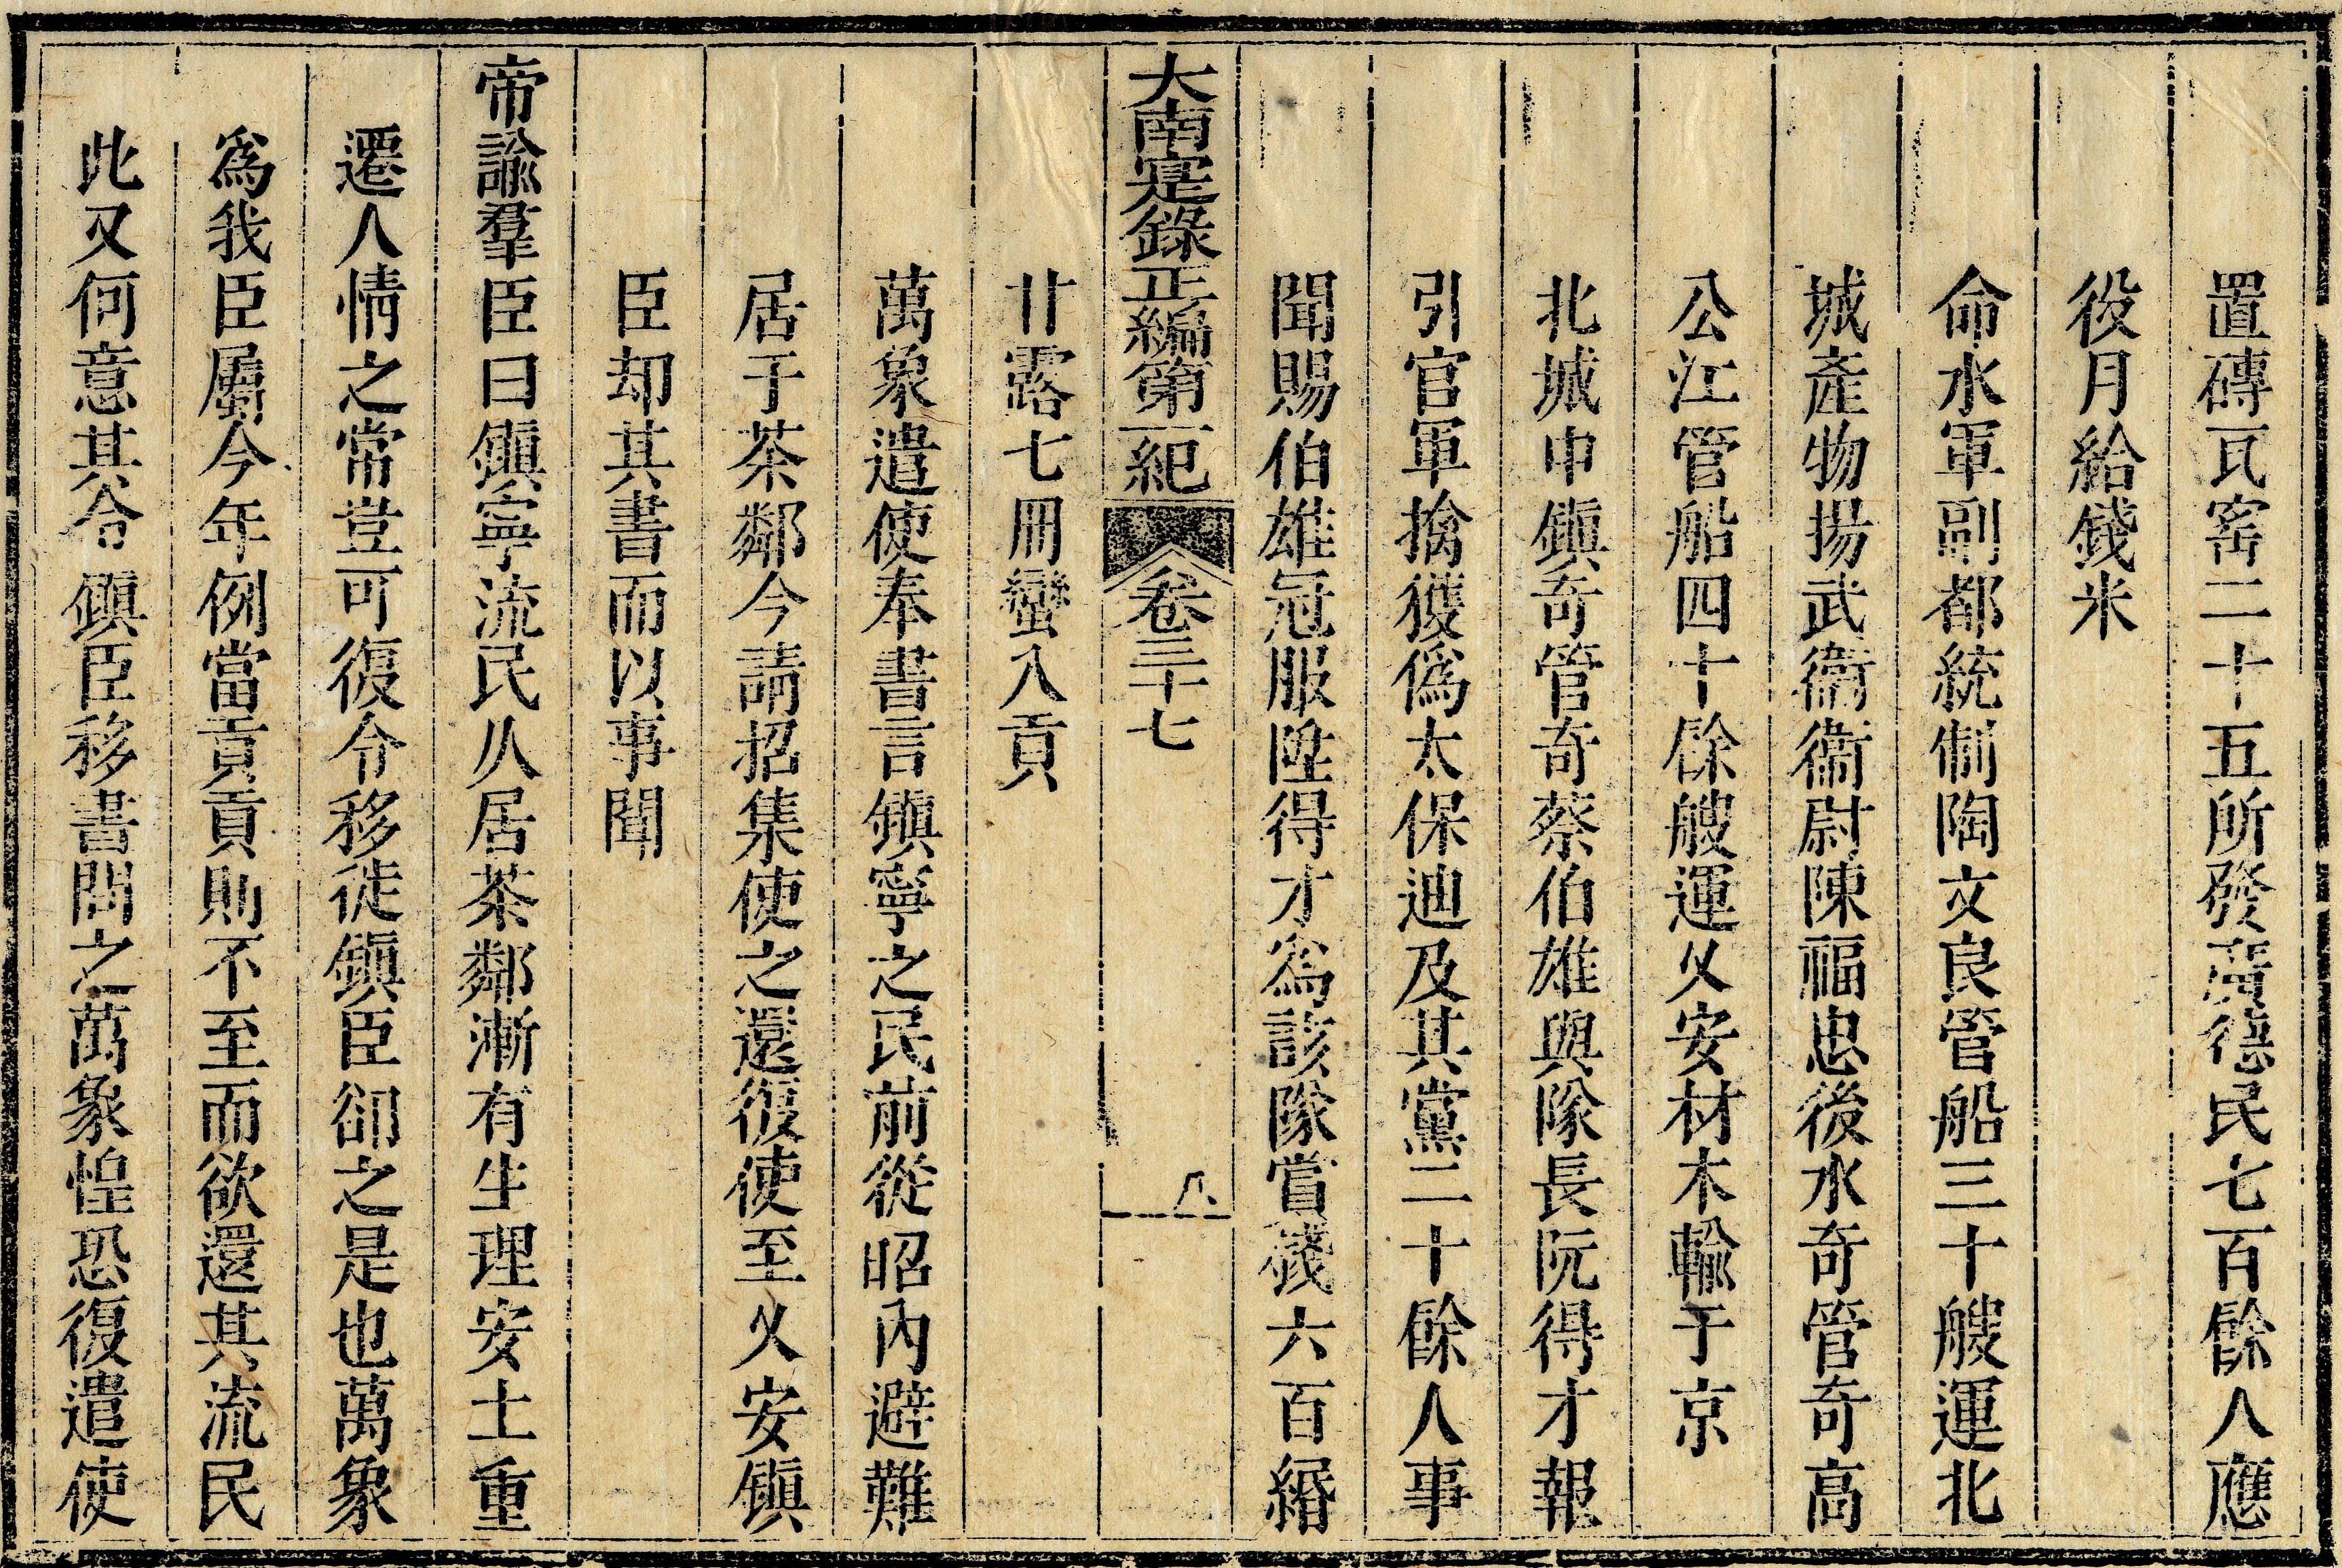 置磚瓦窑二十五所發廣德民七百餘人應
役月給錢米
命水軍副都統制陶文良管船三十艘運北
城產物揚武衞衞尉陳福忠後水奇管奇高
公江管船四十餘艘運乂安材木輸于京
北城中鎭奇管奇蔡伯雄與隊長阮得才報
引官軍擒獲僞太保迪及其黨二十餘人事
聞賜伯雄冠服陞得才爲該隊賞錢六百緡
大南寔錄正編第二紀 卷三十七 八
甘露七冊蠻入貢
萬象遣使奉書言鎭寧之民前從昭內避難
居于茶鄰今請招集使之還復使至乂安鎭
臣却其書而以事聞
帝諭羣臣曰鎭寧流民从居茶鄰漸有生理安土重
遷人情之常豈可復令移徙鎭臣卻之是也萬象
爲我臣屬今年例當貢貢則不至而欲還其流民
此又何意其令鎭臣移書問之萬象惶恐復遣使